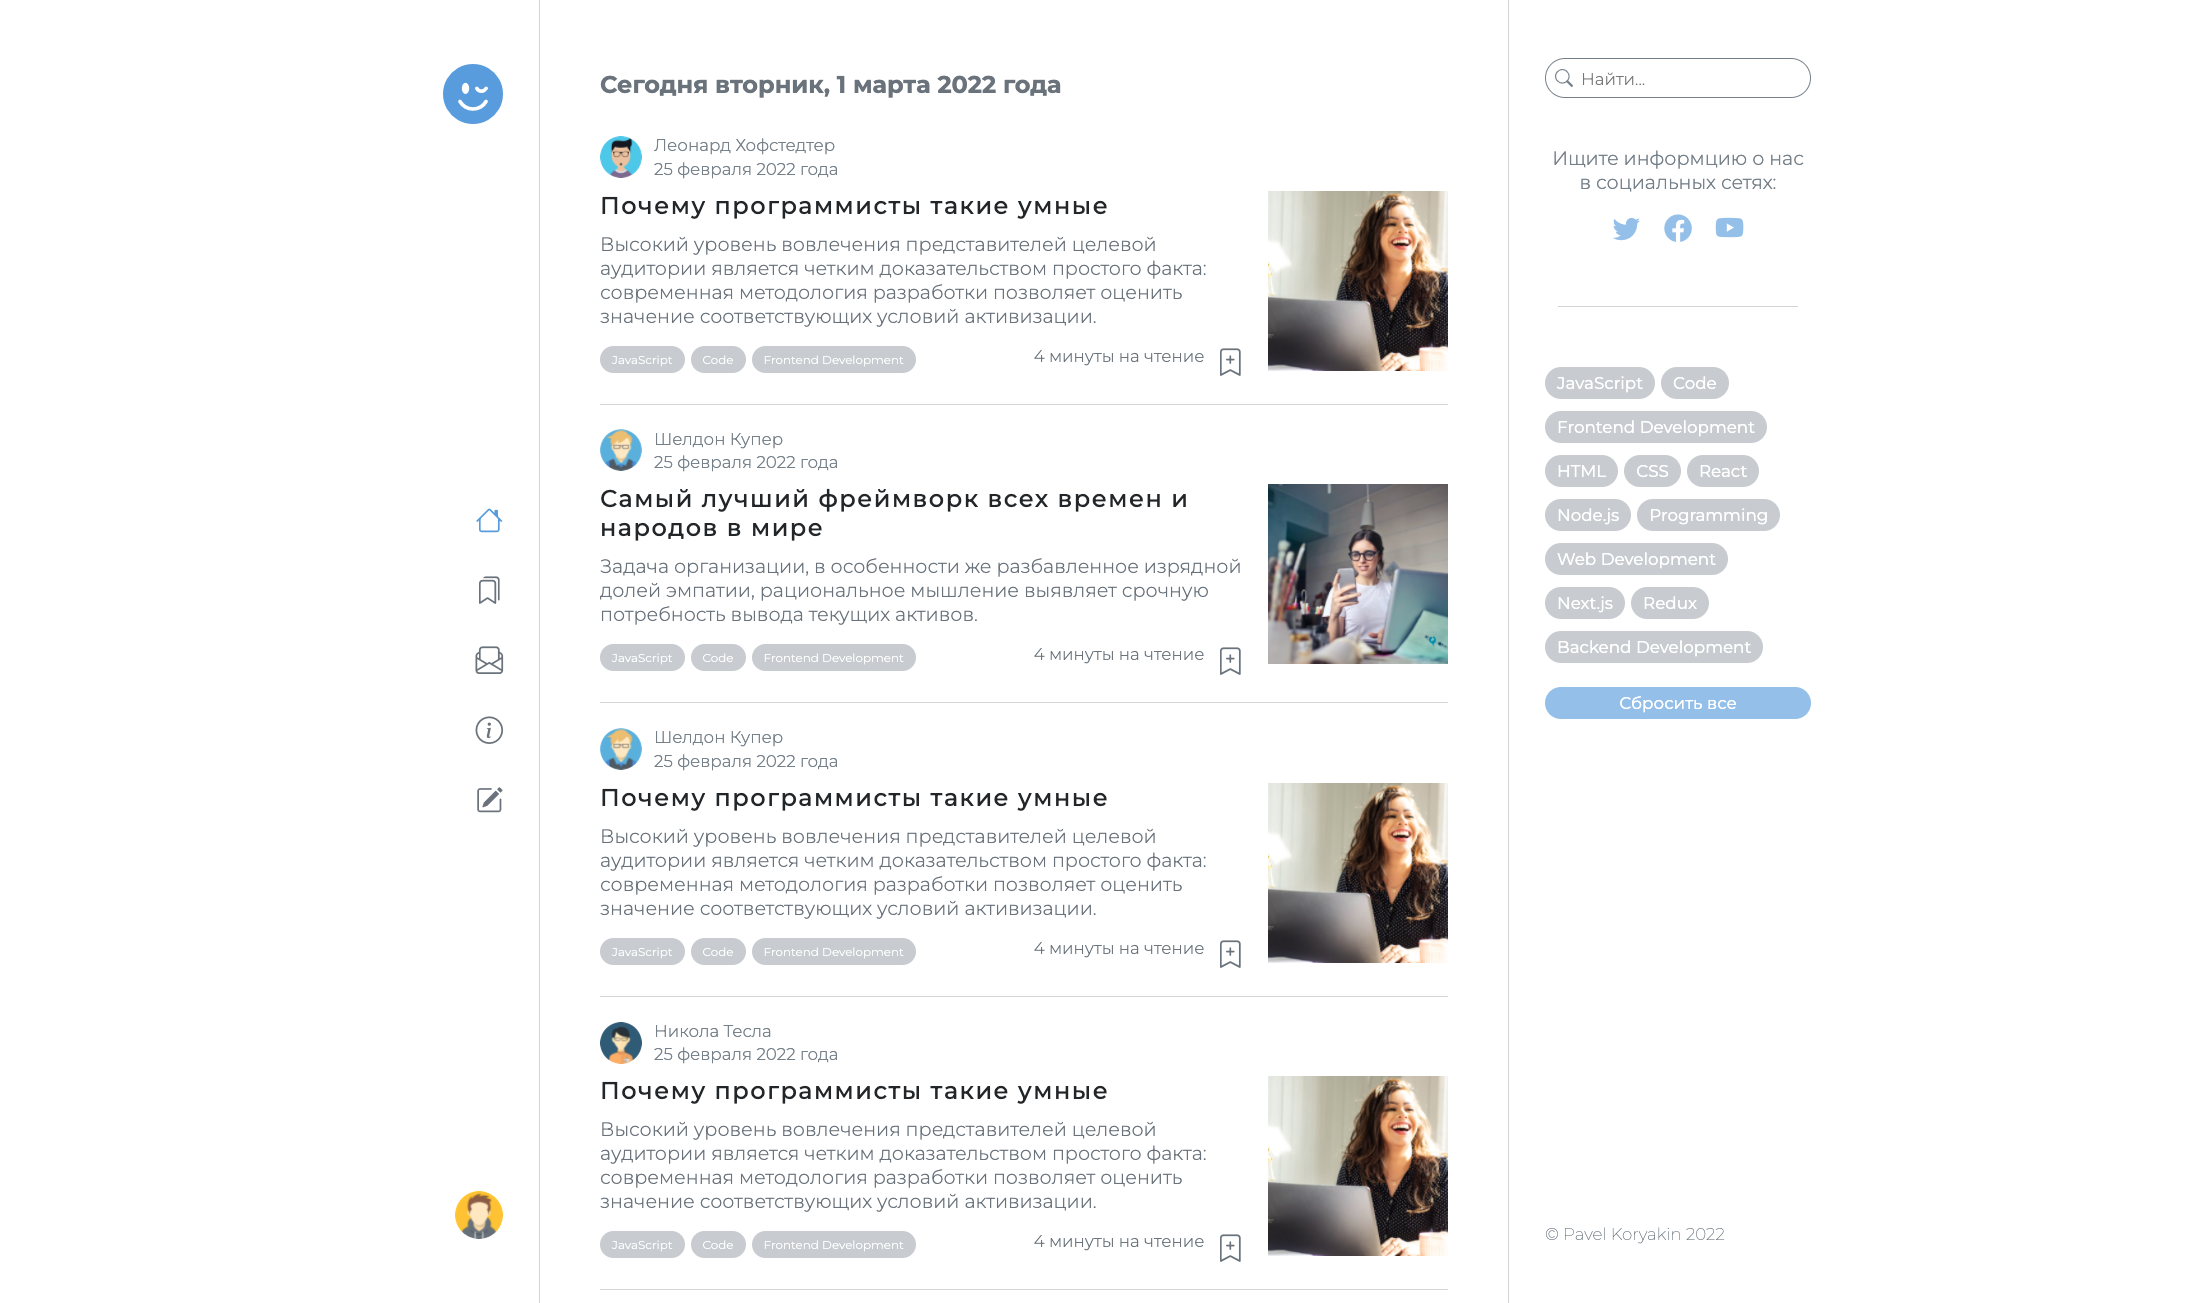 Сегодня вторник, 1 марта 2022 года
Леонард Хофстедтер
25 февраля 2022 года
Почему программисты такие умные
Высокий уровень вовлечения представителей целевой
аудитории является четким доказательством простого факта:
современная методология разработки позволяет оценить
значение соответствующих условий активизации.
JavaScript Code Frontend Development 4 минуты на чтение
Шелдон Купер
25 февраля 2022 года
Самый лучший фреймворк всех времен и
народов в мире
Задача организации, в особенности же разбавленное изрядной
долей эмпатии, рациональное мышление выявляет срочную
потребность вывода текущих активов.
JavaScript Code Frontend Development 4 минуты на чтение
Шелдон Купер
25 февраля 2022 года
Почему программисты такие умные
Высокий уровень вовлечения представителей целевой
аудитории является четким доказательством простого факта:
современная методология разработки позволяет оценить
значение соответствующих условий активизации.
JavaScript Code Frontend Development 4 минуты на чтение
Никола Тесла
25 февраля 2022 года
Почему программисты такие умные
Высокий уровень вовлечения представителей целевой
аудитории является четким доказательством простого факта:
современная методология разработки позволяет оценить
значение соответствующих условий активизации.
JavaScript Code Frontend Development 4 минуты на чтение
Найти...
Ищите информцию о нас
в социальных сетях:
JavaScript Code
Frontend Development
HTML CSS React
Node.js Programming
Web Development
Next.js Redux
Backend Development
Сбросить все
© Pavel Koryakin 2022